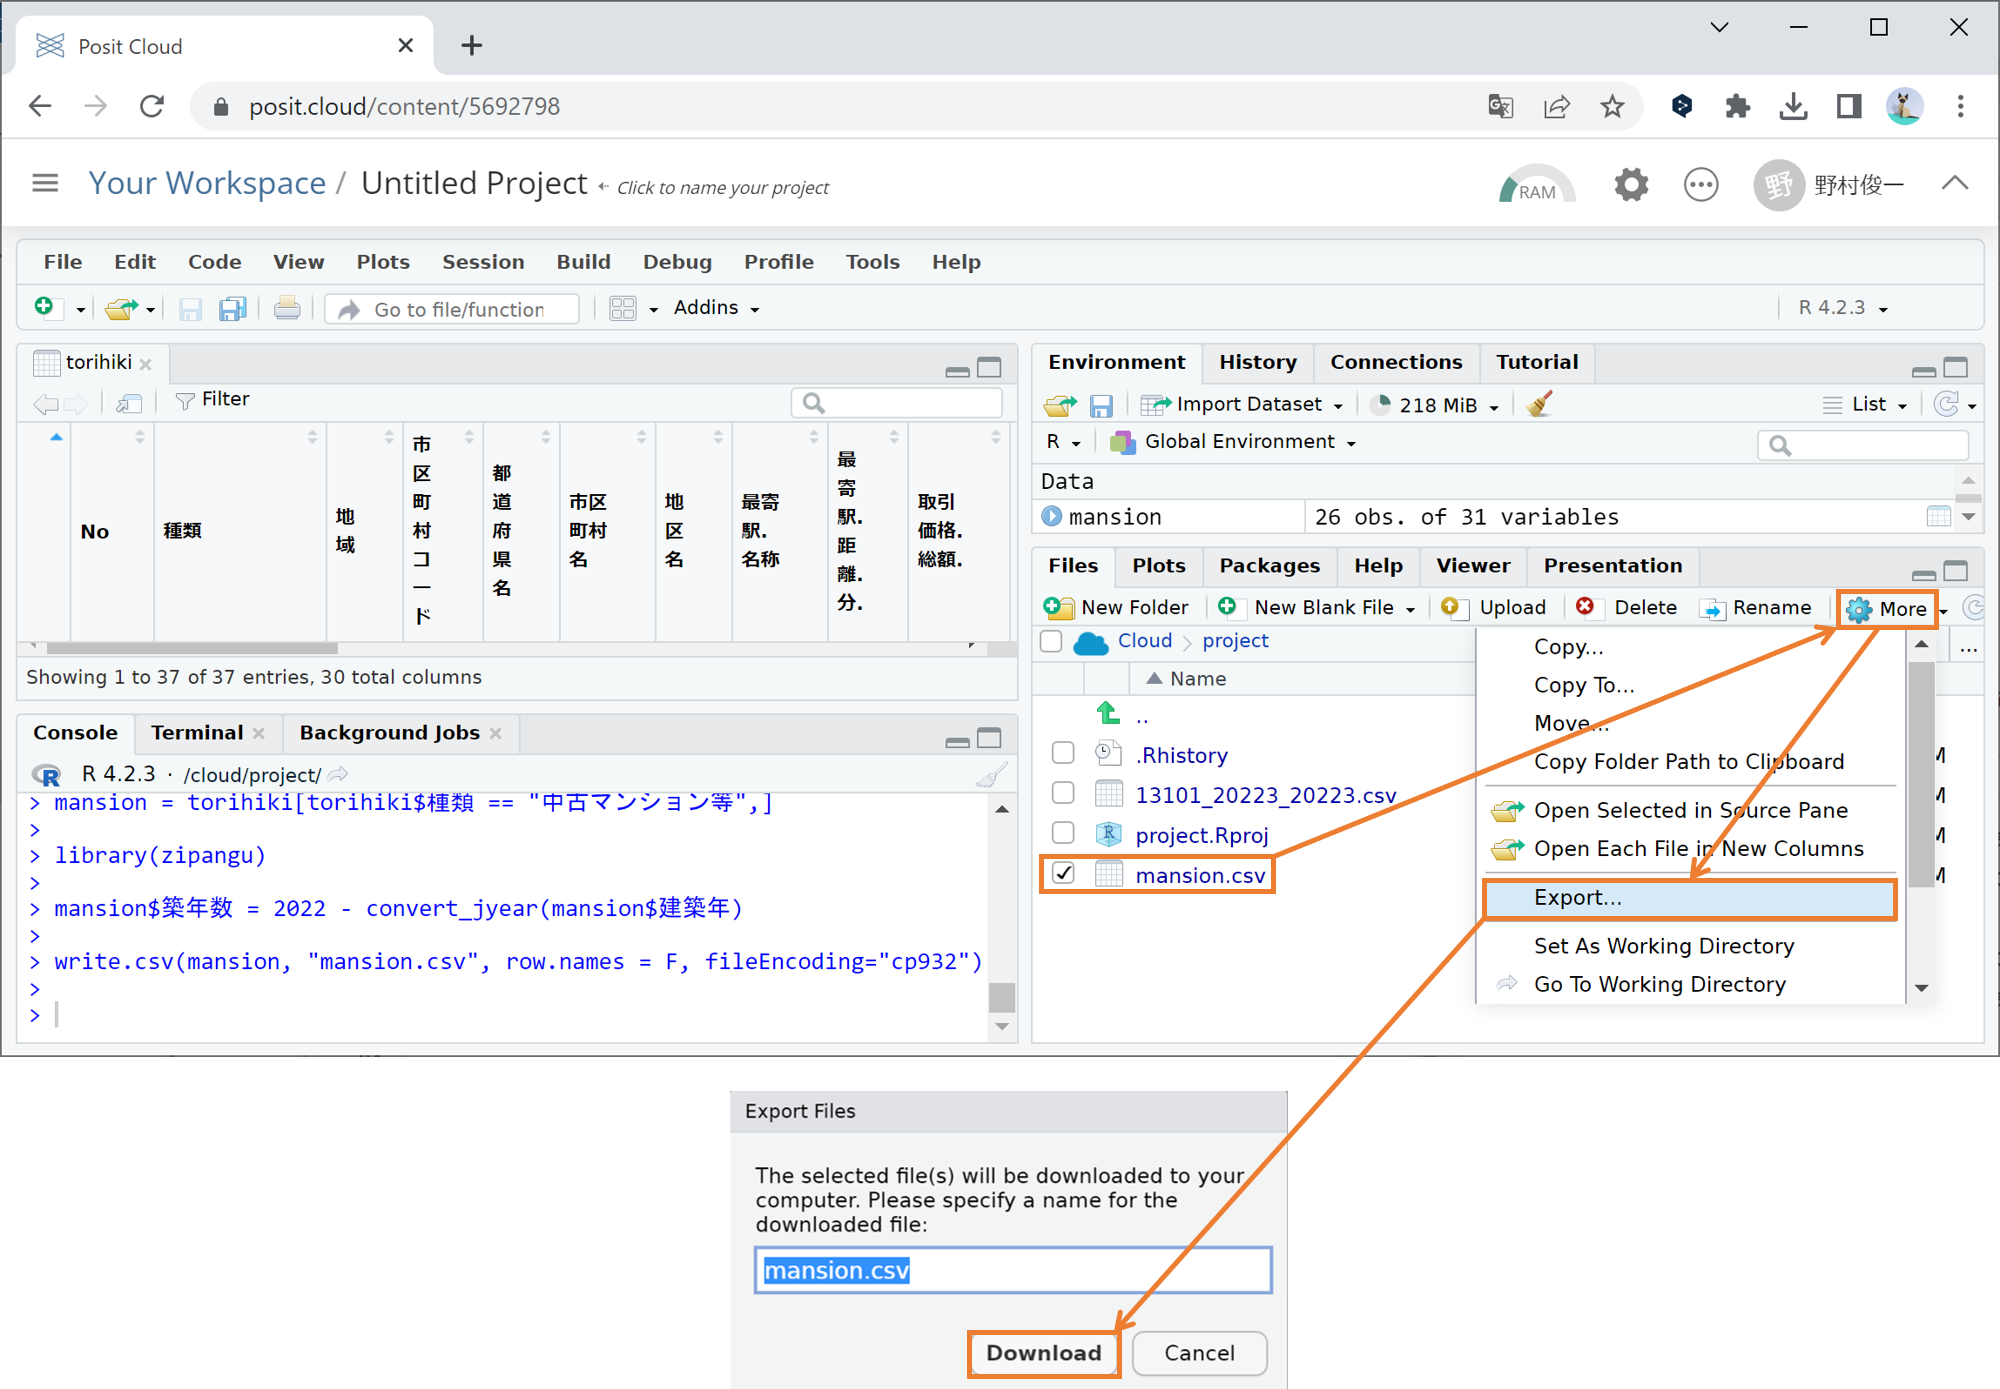 Posit Cloud
posit.cloud/content/5692798
Your Workspace / Untitled Project Click to name your project
RAM
野 野村俊一
File Edit Code View Plots Session Build Debug Profile Tools Help
Go to file/function Addins
R 4.2.3
torihiki
Filter
No 種類 地域 市区町村コード 都道府県名 市区町村名 地区名 最寄駅.名称 最寄駅.距離.分. 取引価格.総額.
Showing 1 to 37 of 37 entries, 30 total columns
Console Terminal Background Jobs
R 4.2.3 · /cloud/project/
> mansion = torihiki[torihiki$種類 == "中古マンション等",]
>
> library(zipangu)
>
> mansion$築年数 = 2022 - convert_jyear(mansion$建築年)
>
> write.csv(mansion, "mansion.csv", row.names = F, fileEncoding="cp932")
>
>
Environment History Connections Tutorial
Import Dataset 218 MiB List
R Global Environment
Data
mansion 26 obs. of 31 variables
Files Plots Packages Help Viewer Presentation
New Folder New Blank File Upload Delete Rename More
Cloud project ...
Name
..
.Rhistory
13101_20223_20223.csv
project.Rproj
mansion.csv
Copy...
Copy To...
Move...
Copy Folder Path to Clipboard
Open Selected in Source Pane
Open Each File in New Columns
Export...
Set As Working Directory
Go To Working Directory
Export Files
The selected file(s) will be downloaded to your
computer. Please specify a name for the
downloaded file:
mansion.csv
Download Cancel